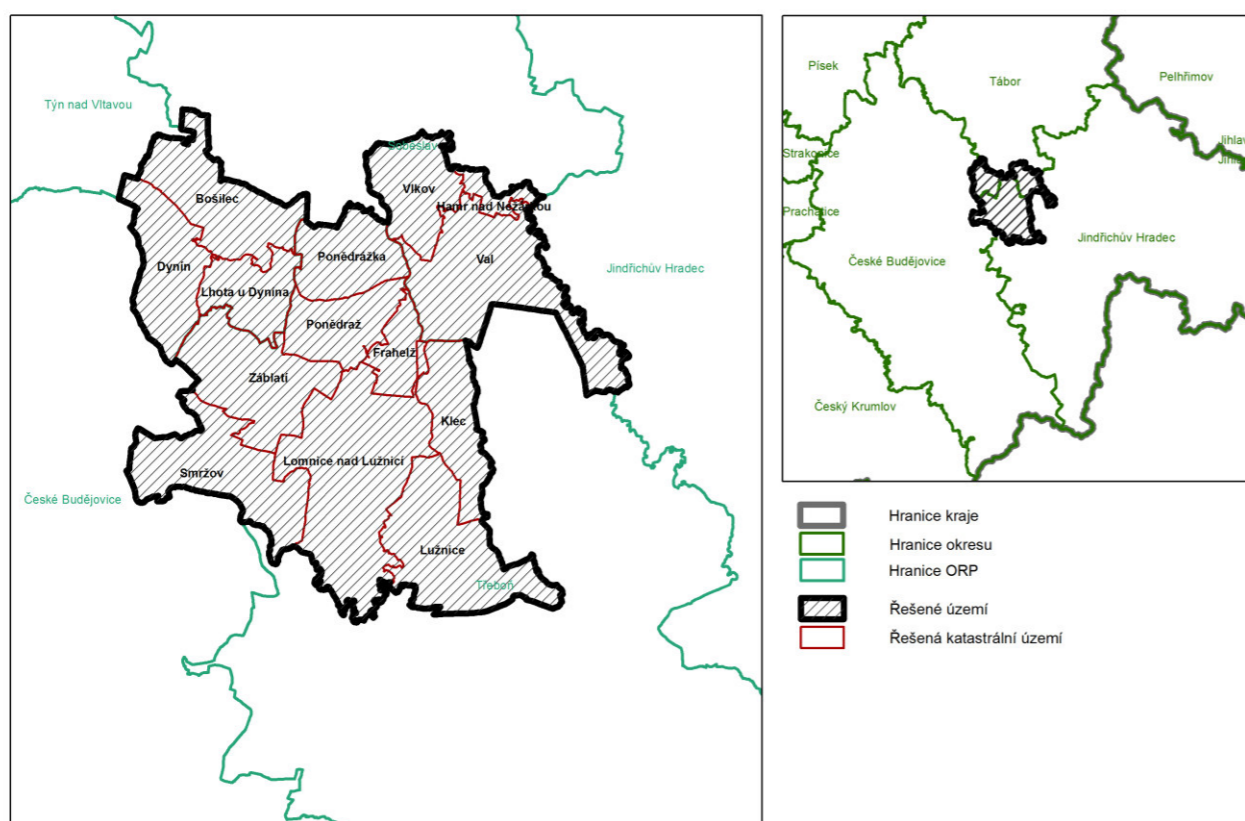 Týn nad Vltavou
Soběslav
Vlkov
Bošilec
Hamr nad Nežárkou
Ponědrážka
Val
Dynín
Jindřichův Hradec
Lhota u Dynína
Ponědraž
Frahelž
Záblatí
Klec
Lomnice nad Lužnicí
Smržov
České Budějovice
Lužnice
Třeboň
Písek
Tábor
Pelhřimov
Jihlav
Jihla
Strakonice
Prachatice
Jindřichův Hradec
České Budějovice
Český Krumlov
Hranice kraje
Hranice okresu
Hranice ORP
Řešené území
Řešená katastrální území